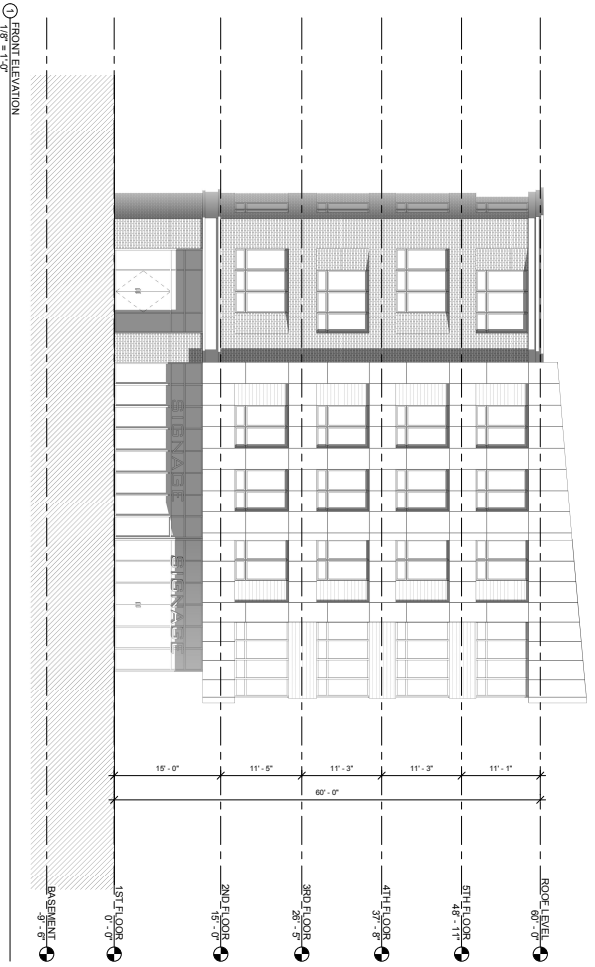 ROOF LEVEL
60' - 0"
11' - 1"
5TH FLOOR
48' - 11"
11' - 3"
4TH FLOOR
37' - 8"
11' - 3"
60' - 0"
3RD FLOOR
26' - 5"
11' - 5"
2ND FLOOR
15' - 0"
SIGNAGE SIGNAGE
15' - 0"
1ST FLOOR
0' - 0"
BASEMENT
-9' - 6"
1 FRONT ELEVATION
1/8" = 1'-0"